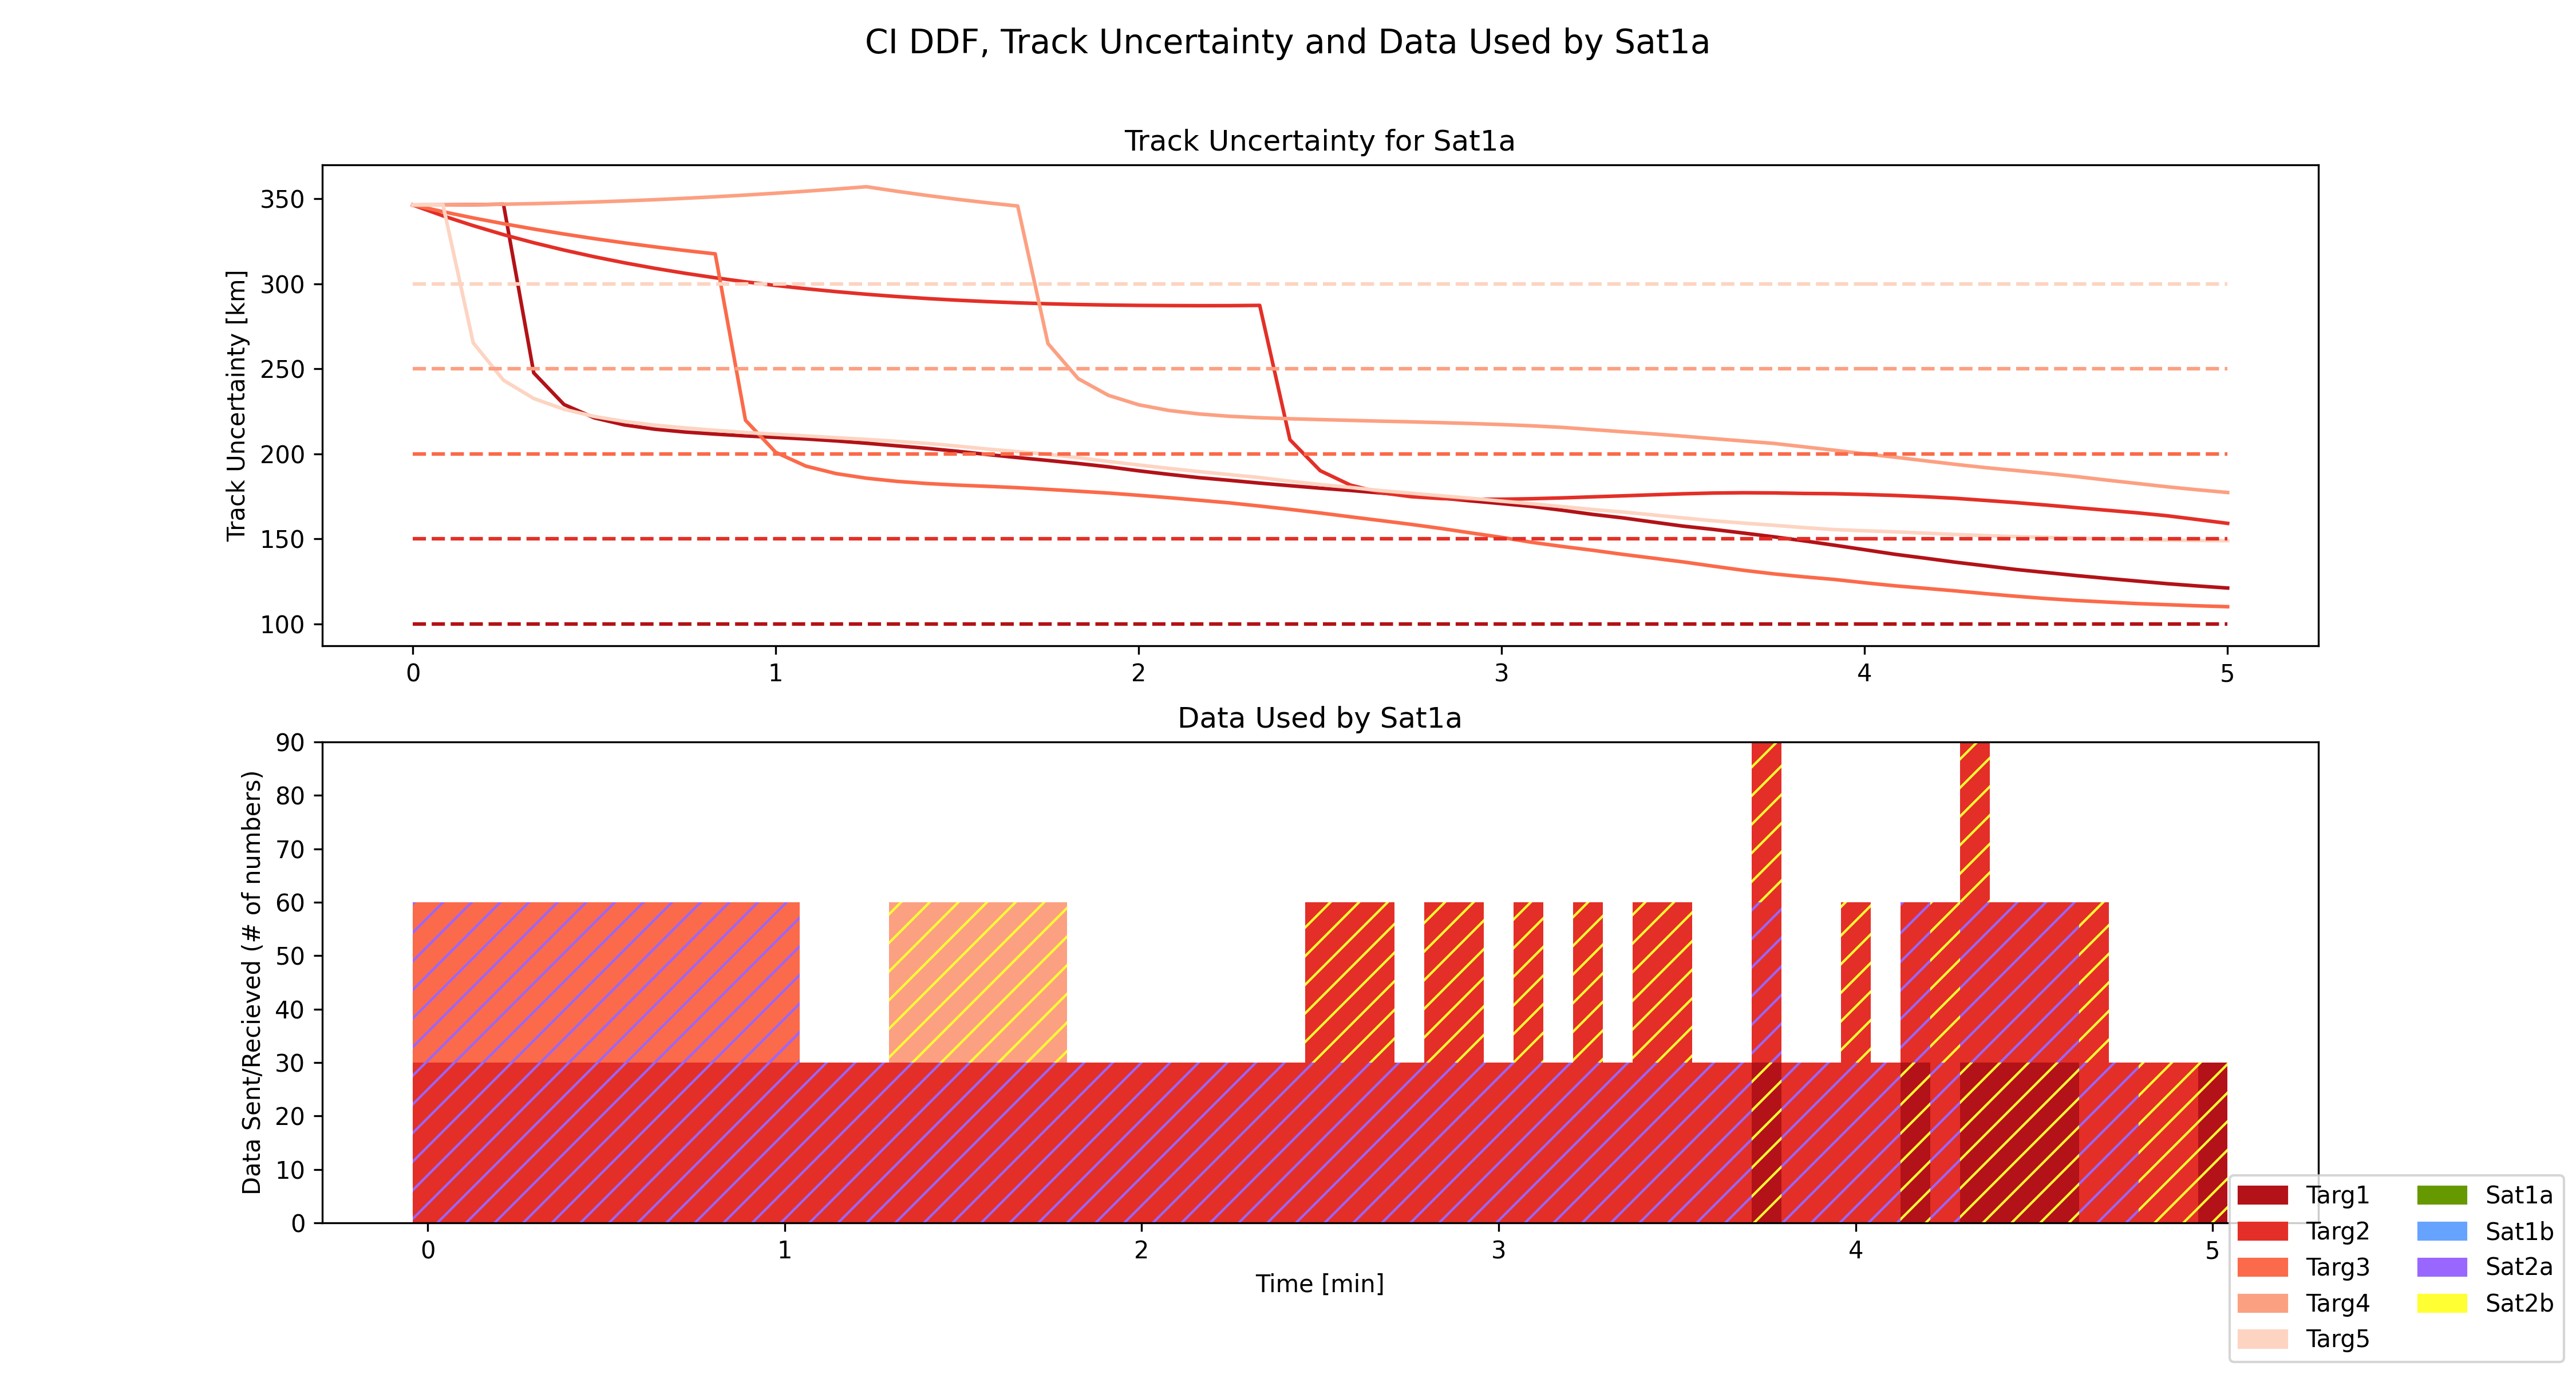 CI DDF, Track Uncertainty and Data Used by Sat1a
Track Uncertainty for Sat1a
Track Uncertainty [km]
350
300
250
200
150
100
0 1 2 3 4 5
Data Used by Sat1a
Data Sent/Recieved (# of numbers)
90
80
70
60
50
40
30
20
10
0
0 1 2 3 4 5
Time [min]
Targ1 Sat1a
Targ2 Sat1b
Targ3 Sat2a
Targ4 Sat2b
Targ5